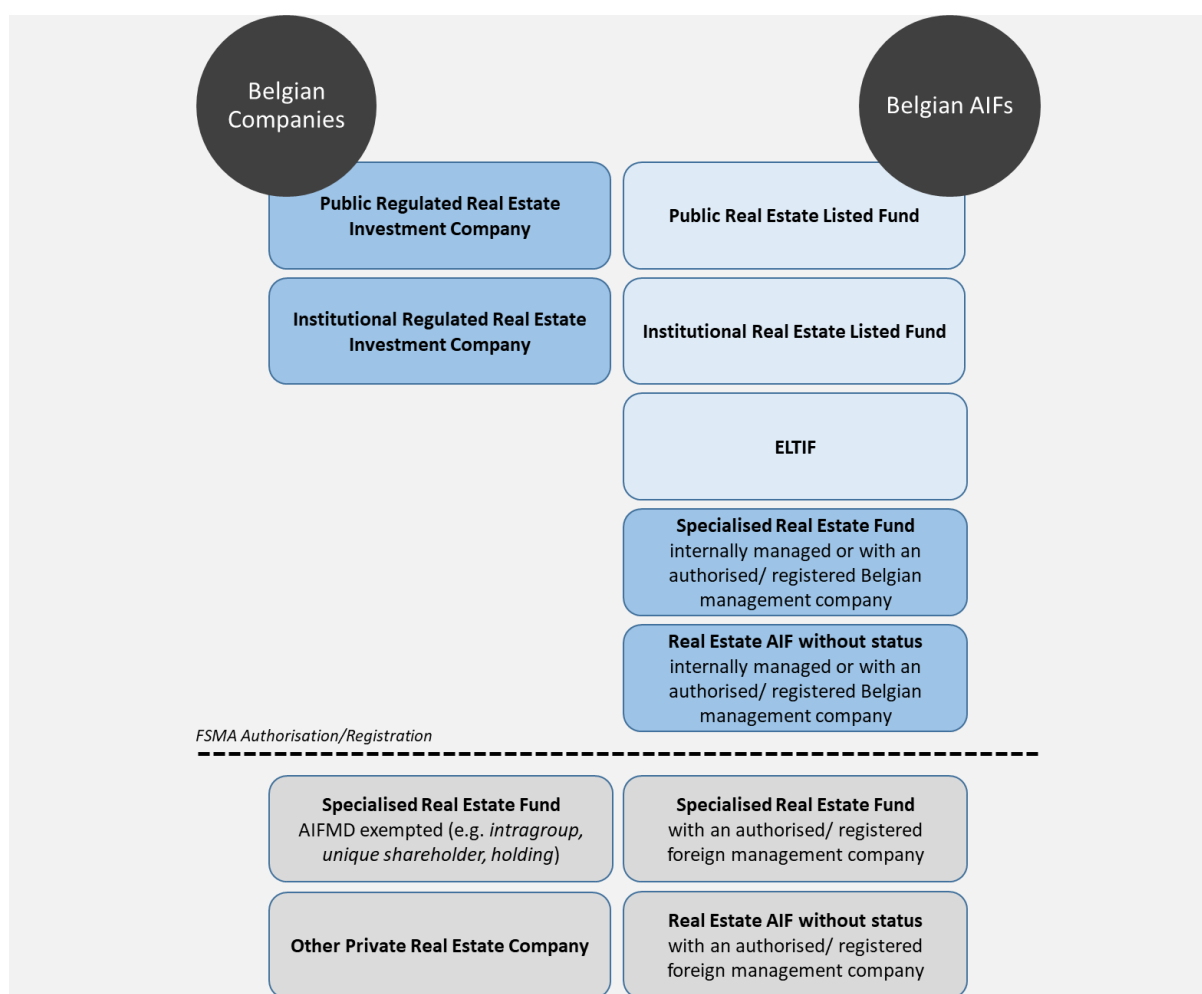 Belgian
Companies
Belgian AIFs
Public Regulated Real Estate
Investment Company
Public Real Estate Listed Fund
Institutional Regulated Real Estate
Investment Company
Institutional Real Estate Listed Fund
ELTIF
Specialised Real Estate Fund
internally managed or with an
authorised/ registered Belgian
management company
Real Estate AIF without status
internally managed or with an
authorised/ registered Belgian
management company
FSMA Authorisation/Registration
Specialised Real Estate Fund
AIFMD exempted (e.g. intragroup,
unique shareholder, holding)
Specialised Real Estate Fund
with an authorised/ registered
foreign management company
Other Private Real Estate Company
Real Estate AIF without status
with an authorised/ registered
foreign management company